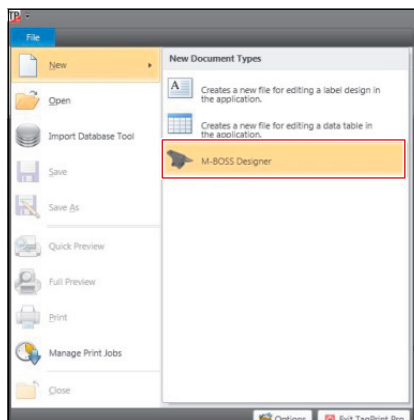 TP
File
New
Open
Import Database Tool
Save
Save As
Quick Preview
Full Preview
Print
Manage Print Jobs
Close
New Document Types
A
Creates a new file for editing a label design in
the application.
Creates a new file for editing a data table in
the application.
M-BOSS Designer
Options
Exit TagPrint Pro